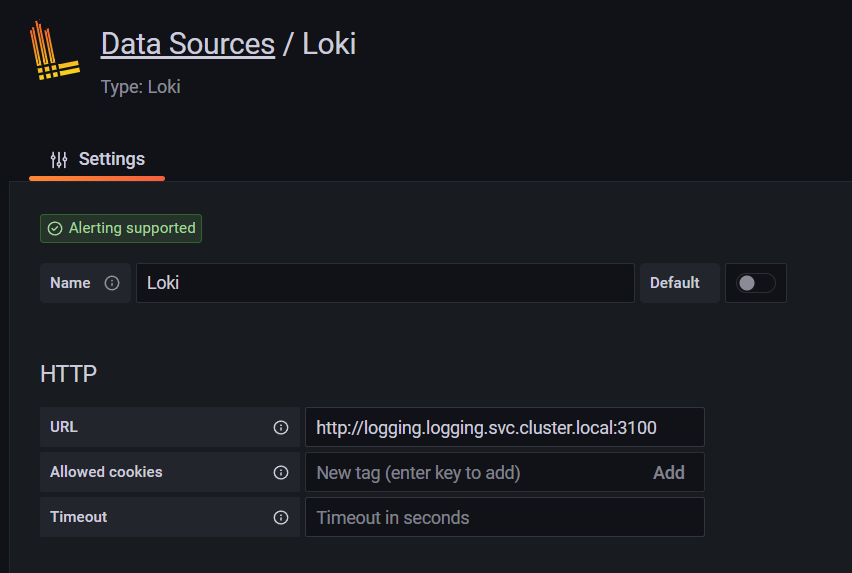 Data Sources / Loki
Type: Loki
Settings
Alerting supported
Name Loki Default
HTTP
URL http://logging.logging.svc.cluster.local:3100
Allowed cookies New tag (enter key to add) Add
Timeout Timeout in seconds